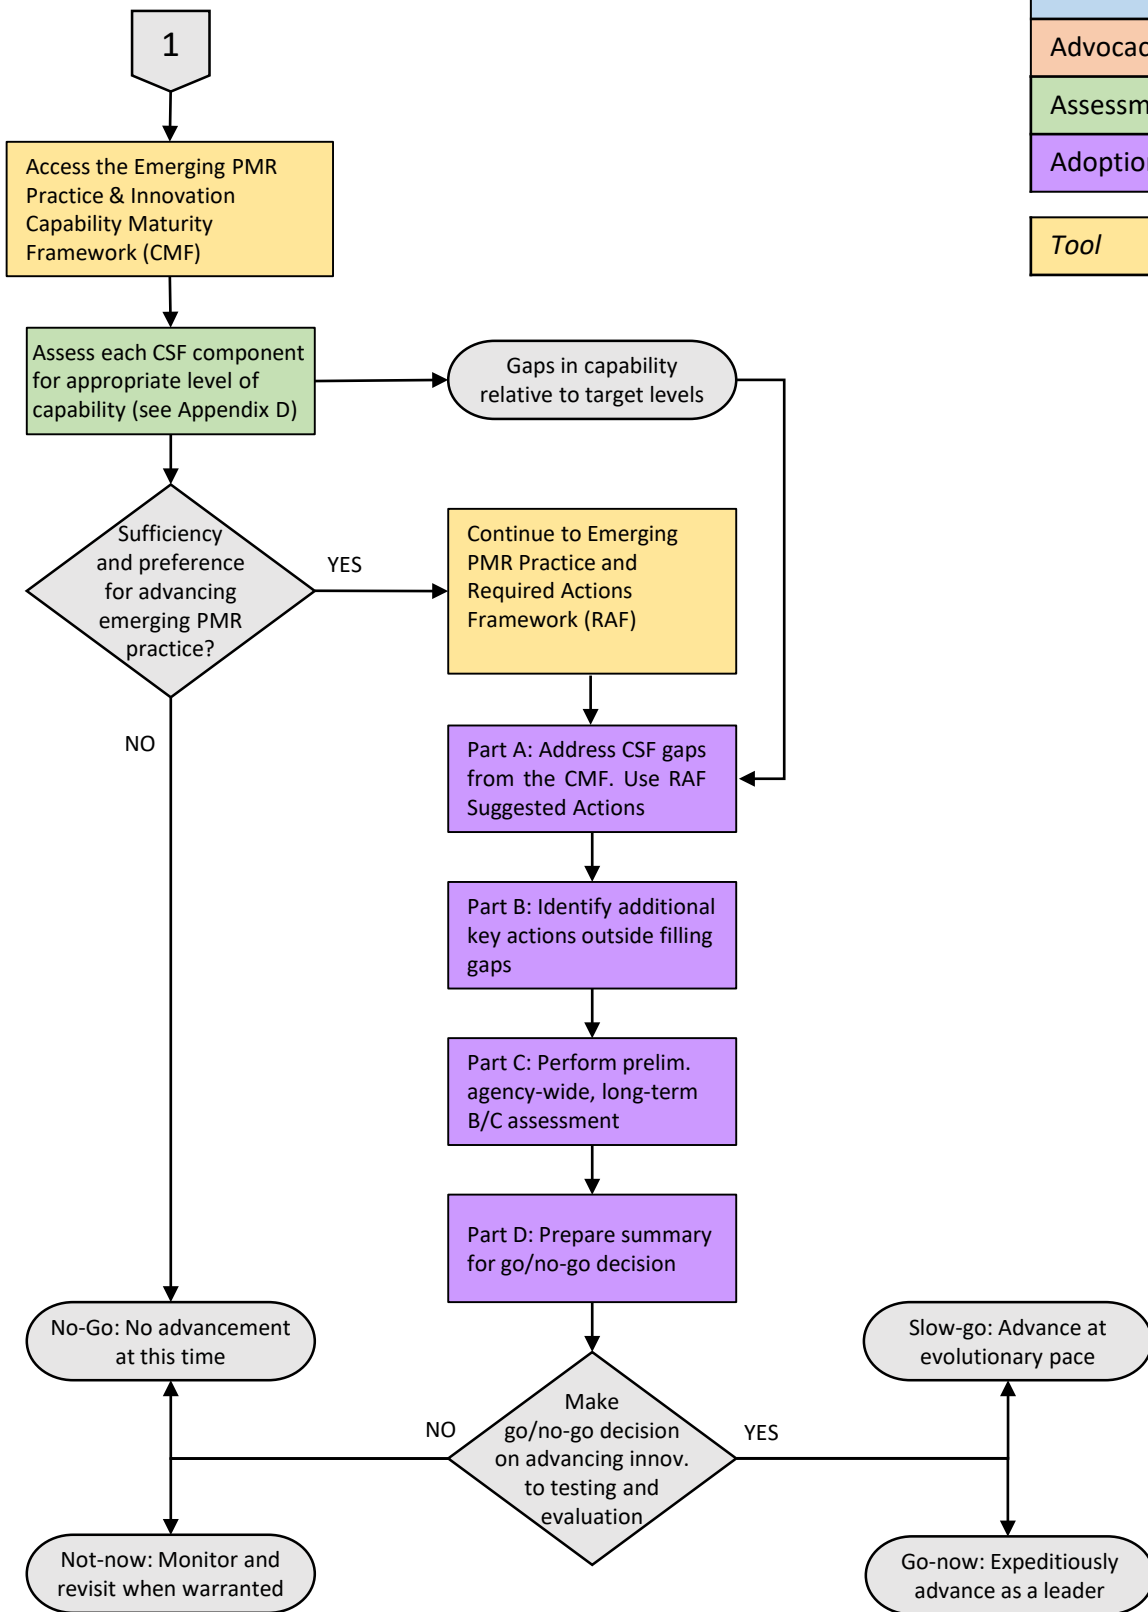 1
Access the Emerging PMR
Practice & Innovation
Capability Maturity
Framework (CMF)
Assess each CSF component
for appropriate level of
capability (see Appendix D)
Gaps in capability
relative to target levels
Sufficiency
and preference
for advancing
emerging PMR
practice?
YES
NO
Continue to Emerging
PMR Practice and
Required Actions
Framework (RAF)
Part A: Address CSF gaps
from the CMF. Use RAF
Suggested Actions
Part B: Identify additional
key actions outside filling
gaps
Part C: Perform prelim.
agency-wide, long-term
B/C assessment
Part D: Prepare summary
for go/no-go decision
No-Go: No advancement
at this time
Make
go/no-go decision
on advancing innov.
to testing and
evaluation
NO
YES
Slow-go: Advance at
evolutionary pace
Not-now: Monitor and
revisit when warranted
Go-now: Expeditiously
advance as a leader
Advocac
Assessm
Adoption
Tool